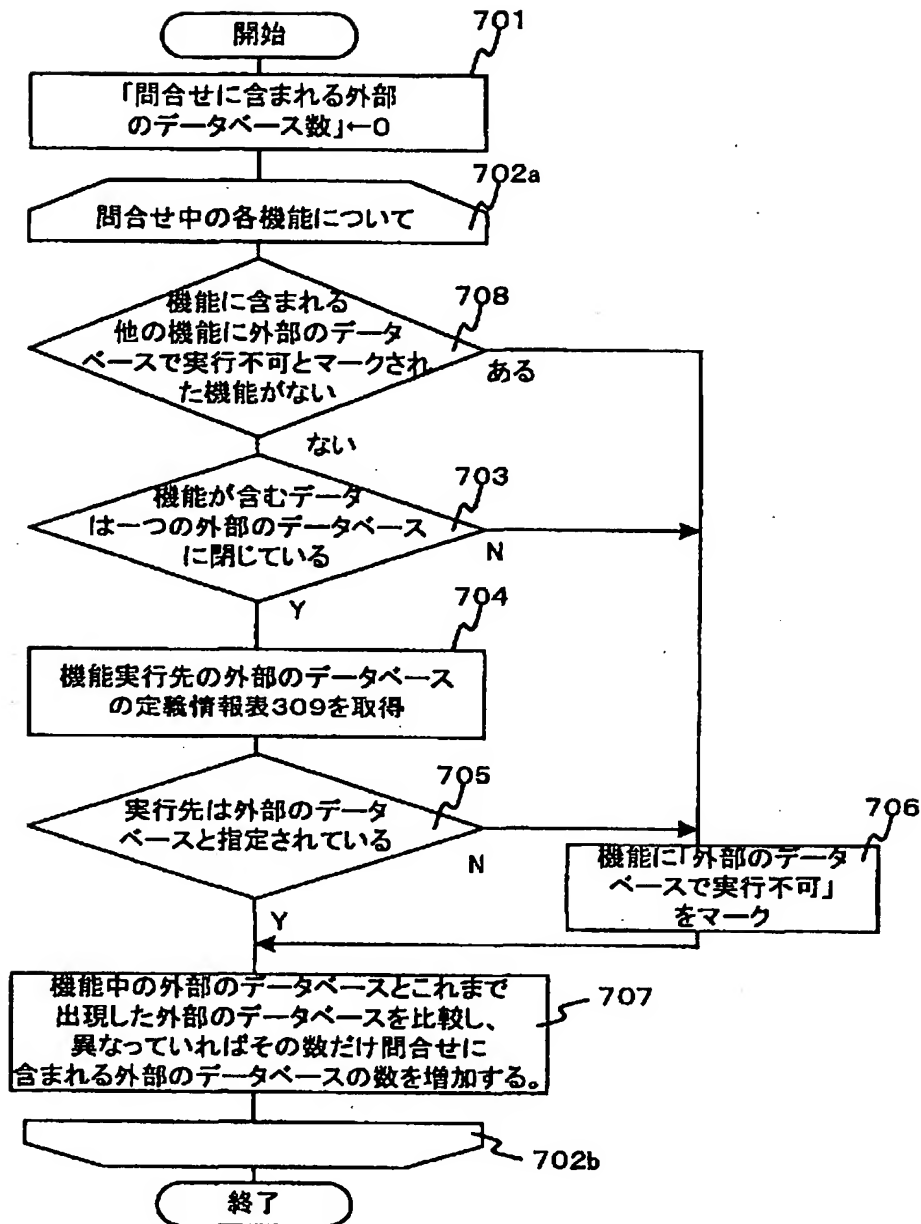 開始
701
「問合せに含まれる外部
のデータベース数」←0
702a
問合せ中の各機能について
708
機能に含まれる
他の機能に外部のデータ
ベースで実行不可とマークされ
た機能がない
ある
ない
703
機能が含むデータ
は一つの外部のデータベース
に閉じている
N
Y
704
機能実行先の外部のデータベース
の定義情報表309を取得
705
実行先は外部のデータ
ベースと指定されている
N
Y
706
機能に「外部のデータ
ベースで実行不可」
をマーク
707
機能中の外部のデータベースとこれまで
出現した外部のデータベースを比較し、
異なっていればその数だけ問合せに
含まれる外部のデータベースの数を増加する。
702b
終了